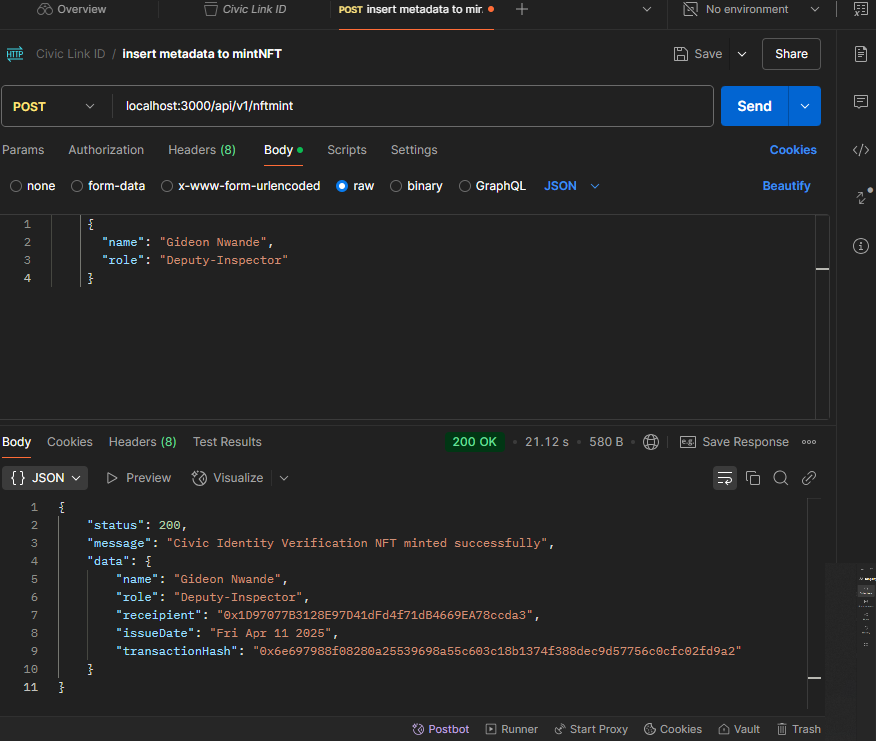 Overview
Civic Link ID
POST insert metadata to mir.
No environment
HTTP Civic Link ID / insert metadata to mintNFT
Save
Share
POST
localhost:3000/api/v1/nftmint
Send
Params Authorization Headers (8) Body Scripts Settings
Cookies
none form-data x-www-form-urlencoded raw binary GraphQL JSON
Beautify
1 {
2 "name": "Gideon Nwande",
3 "role": "Deputy-Inspector"
4 }
Body Cookies Headers (8) Test Results
200 OK • 21.12 s • 580 B •
e.g. Save Response
{} JSON Preview Visualize
1 {
2 "status": 200,
3 "message": "Civic Identity Verification NFT minted successfully",
4 "data": {
5 "name": "Gideon Nwande",
6 "role": "Deputy-Inspector",
7 "receipient": "0x1D97077B3128E97D41dFd4f71dB4669EA78ccda3",
8 "issueDate": "Fri Apr 11 2025",
9 "transactionHash": "0x6e697988f08280a25539698a55c603c18b1374f388dec9d57756c0cfc02fd9a2"
10 }
11 }
Postbot Runner Start Proxy Cookies Vault Trash